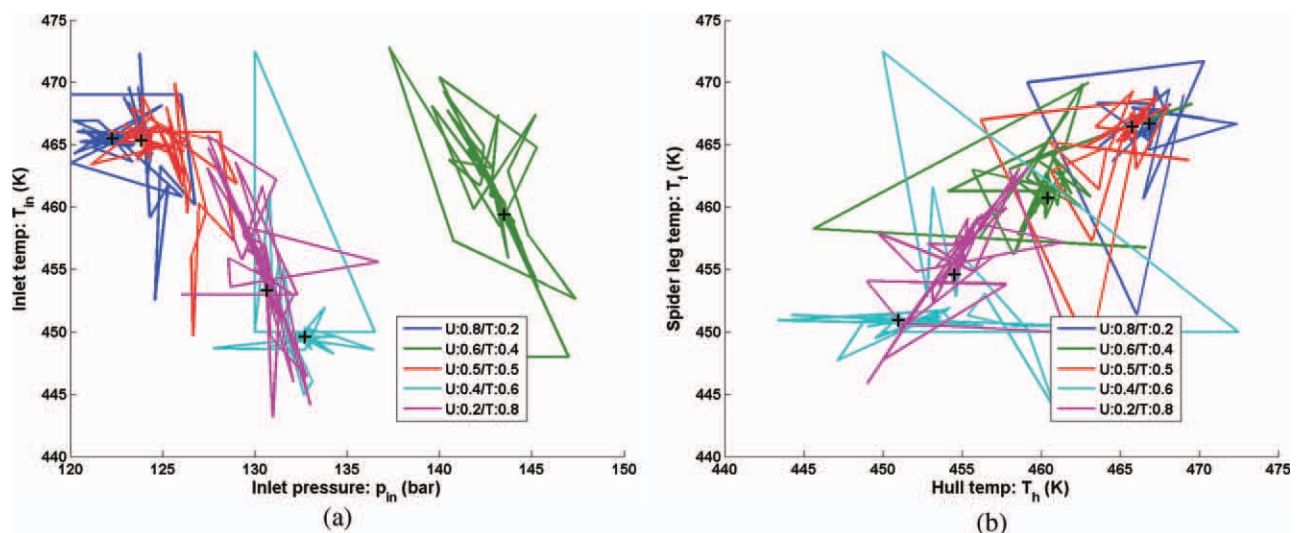 475
470
465
460
455
450
445
440
Inlet temp: T_in (K)
120 125 130 135 140 145 150
Inlet pressure: p_in (bar)
U:0.8/T:0.2
U:0.6/T:0.4
U:0.5/T:0.5
U:0.4/T:0.6
U:0.2/T:0.8
(a)
475
470
465
460
455
450
445
440
Spider leg temp: T_f (K)
440 445 450 455 460 465 470 475
Hull temp: T_h (K)
U:0.8/T:0.2
U:0.6/T:0.4
U:0.5/T:0.5
U:0.4/T:0.6
U:0.2/T:0.8
(b)